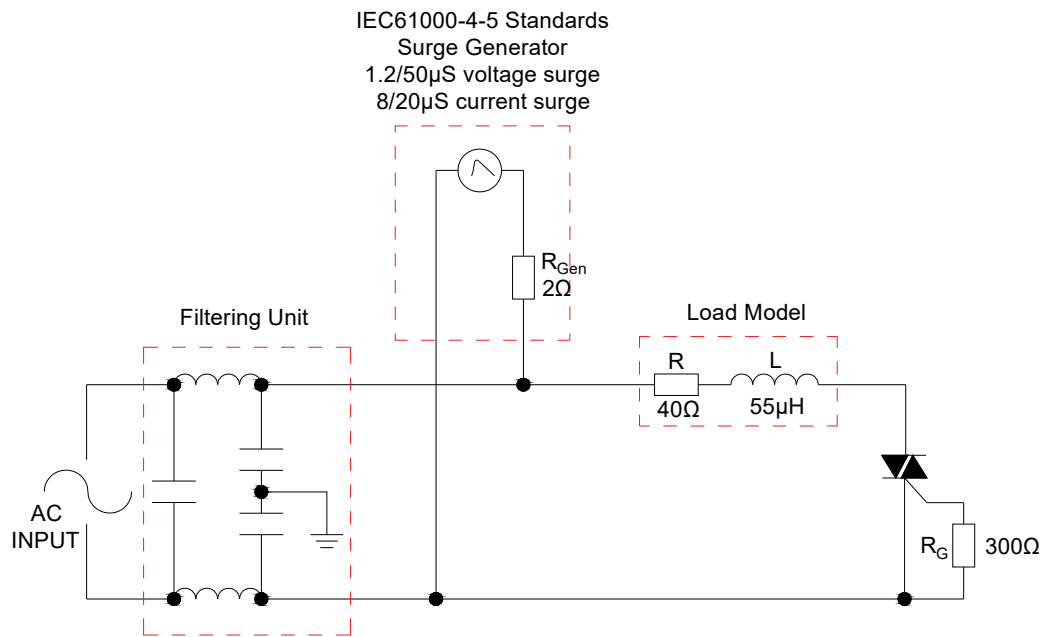 IEC61000-4-5 Standards
Surge Generator
1.2/50µS voltage surge
8/20µS current surge
R_Gen
2Ω
Filtering Unit
Load Model
R
L
40Ω
55µH
AC
INPUT
R_G
300Ω